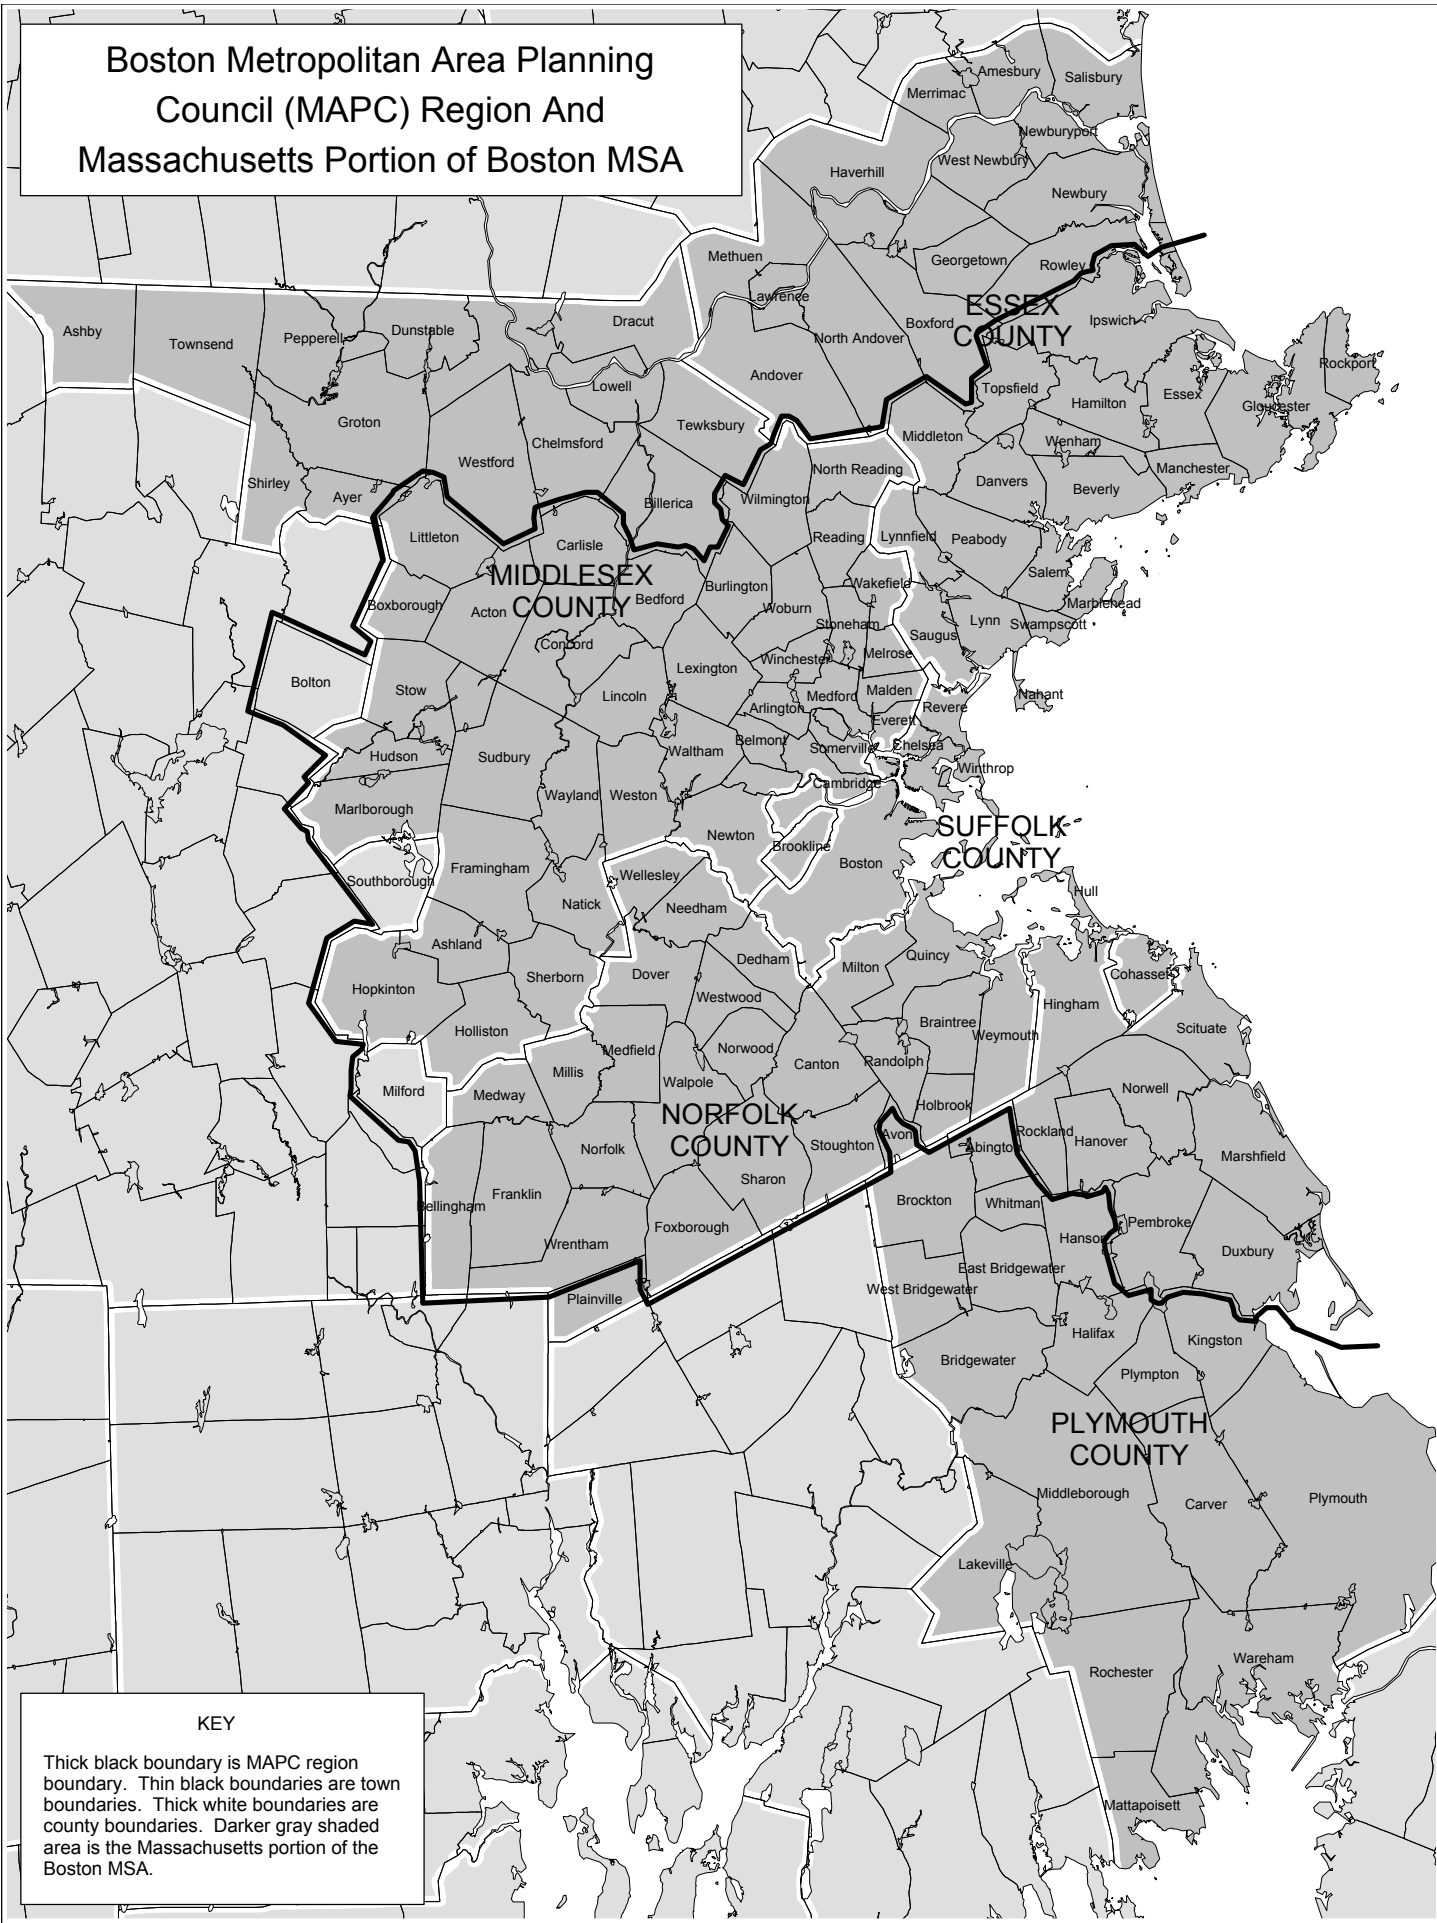 Boston Metropolitan Area Planning
Council (MAPC) Region And
Massachusetts Portion of Boston MSA
Amesbury
Salisbury
Merrimac
Newburyport
West Newbury
Haverhill
Newbury
Methuen
Georgetown
Rowley
Lawrence
ESSEX
COUNTY
Ipswich
Boxford
North Andover
Ashby
Townsend
Pepperell
Dunstable
Dracut
Rockport
Andover
Lowell
Topsfield
Hamilton
Essex
Gloucester
Groton
Tewksbury
Chelmsford
Middleton
Wenham
Westford
North Reading
Manchester
Shirley
Ayer
Danvers
Beverly
Billerica
Wilmington
Littleton
Carlisle
Reading
Lynnfield
Peabody
MIDDLESEX
COUNTY
Salem
Wakefield
Burlington
Bedford
Boxborough
Acton
Woburn
Marblehead
Stoneham
Lynn
Swampscott
Saugus
Concord
Winchester
Melrose
Lexington
Bolton
Stow
Lincoln
Medford
Malden
Nahant
Arlington
Revere
Everett
Belmont
Somerville
Chelsea
Hudson
Sudbury
Waltham
Winthrop
Cambridge
Wayland
Weston
Marlborough
SUFFOLK
COUNTY
Newton
Brookline
Boston
Framingham
Southborough
Wellesley
Hull
Natick
Needham
Ashland
Dedham
Quincy
Milton
Sherborn
Dover
Cohasset
Hopkinton
Westwood
Hingham
Holliston
Braintree
Weymouth
Scituate
Medfield
Norwood
Canton
Randolph
Millis
Walpole
Milford
Medway
Norwell
Holbrook
NORFOLK
COUNTY
Avon
Rockland
Hanover
Norfolk
Stoughton
Abington
Marshfield
Sharon
Franklin
Bellingham
Brockton
Whitman
Foxborough
Pembroke
Wrentham
Hanson
Duxbury
East Bridgewater
West Bridgewater
Plainville
Halifax
Kingston
Bridgewater
Plympton
PLYMOUTH
COUNTY
Middleborough
Carver
Plymouth
Lakeville
Rochester
Wareham
Mattapoisett
KEY
Thick black boundary is MAPC region
boundary. Thin black boundaries are town
boundaries. Thick white boundaries are
county boundaries. Darker gray shaded
area is the Massachusetts portion of the
Boston MSA.